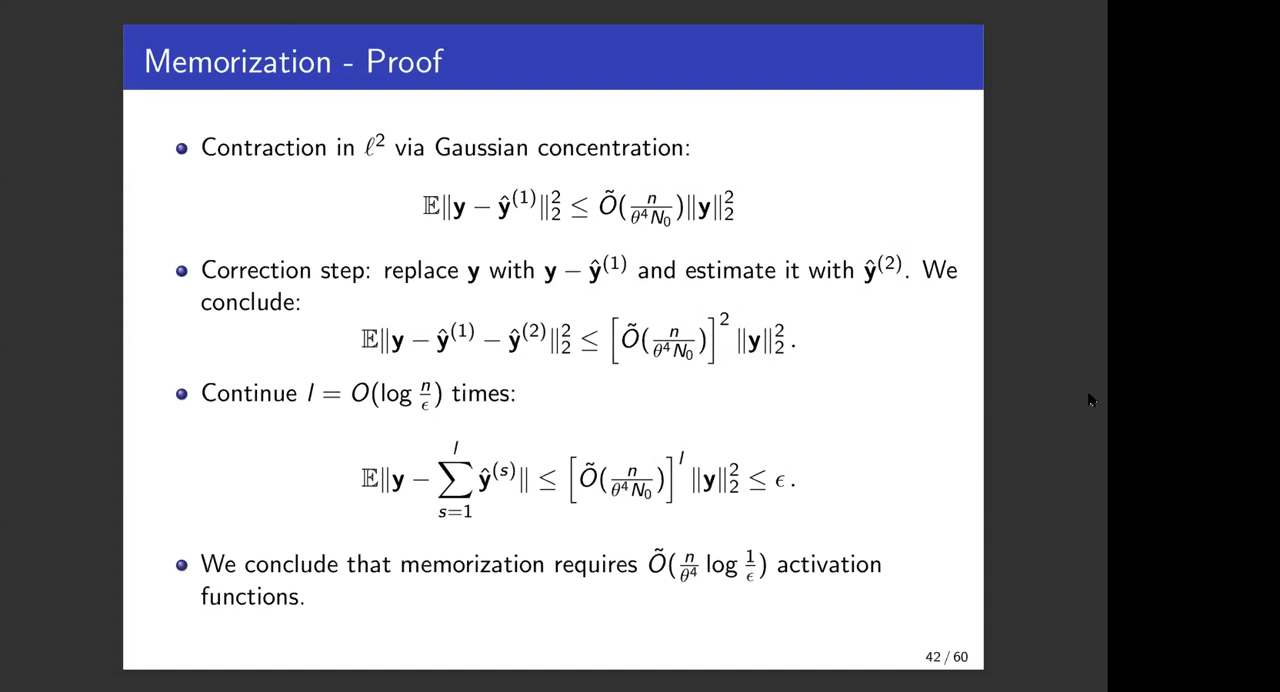 Memorization - Proof
Contraction in ℓ² via Gaussian concentration:
𝔼‖y − ŷ⁽¹⁾‖₂² ≤ Õ(n/(θ⁴N₀))‖y‖₂²
Correction step: replace y with y − ŷ⁽¹⁾ and estimate it with ŷ⁽²⁾. We
conclude:
𝔼‖y − ŷ⁽¹⁾ − ŷ⁽²⁾‖₂² ≤ [Õ(n/(θ⁴N₀))]² ‖y‖₂² .
Continue l = O(log n/ϵ) times:
𝔼‖y − ∑_{s=1}^{l} ŷ⁽ˢ⁾‖ ≤ [Õ(n/(θ⁴N₀))]ˡ ‖y‖₂² ≤ ϵ .
We conclude that memorization requires Õ(n/θ⁴ log 1/ϵ) activation
functions.
42 / 60